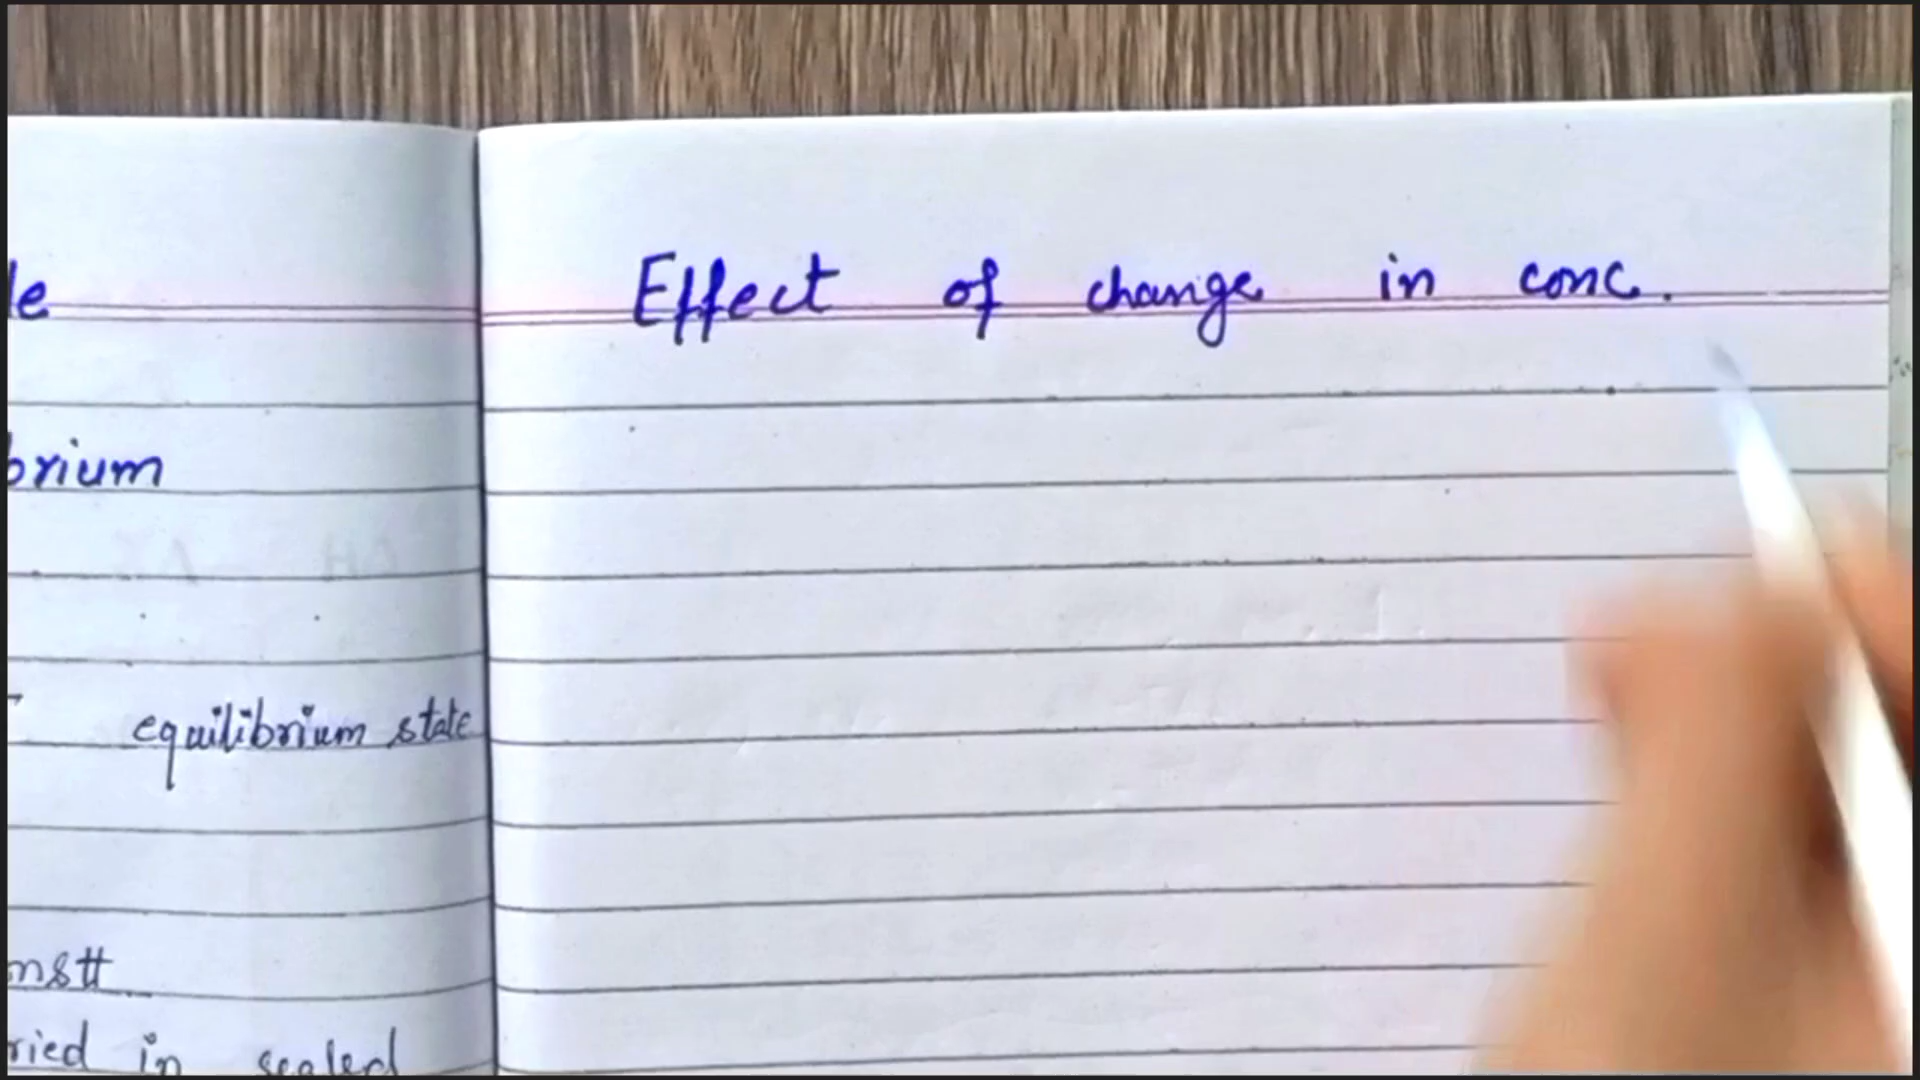 le
brium
equilibrium state
nstt
ried in sealed
Effect of change in conc.